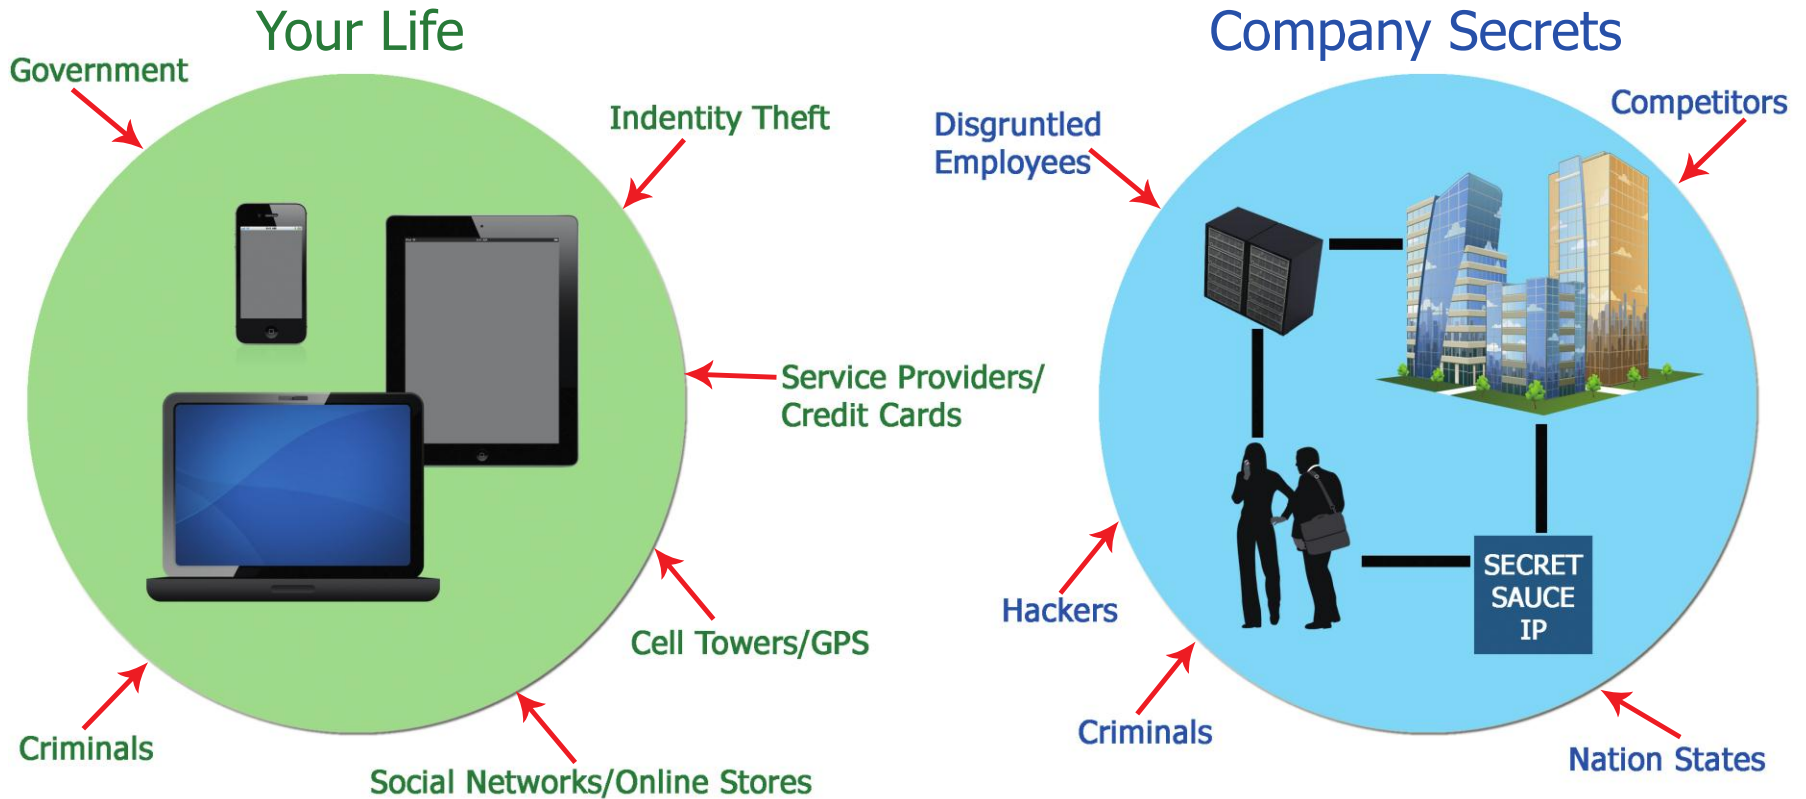 Your Life
Government
Indentity Theft
Service Providers/
Credit Cards
Cell Towers/GPS
Social Networks/Online Stores
Criminals
Company Secrets
Disgruntled
Employees
Competitors
Hackers
Criminals
Nation States
SECRET
SAUCE
IP